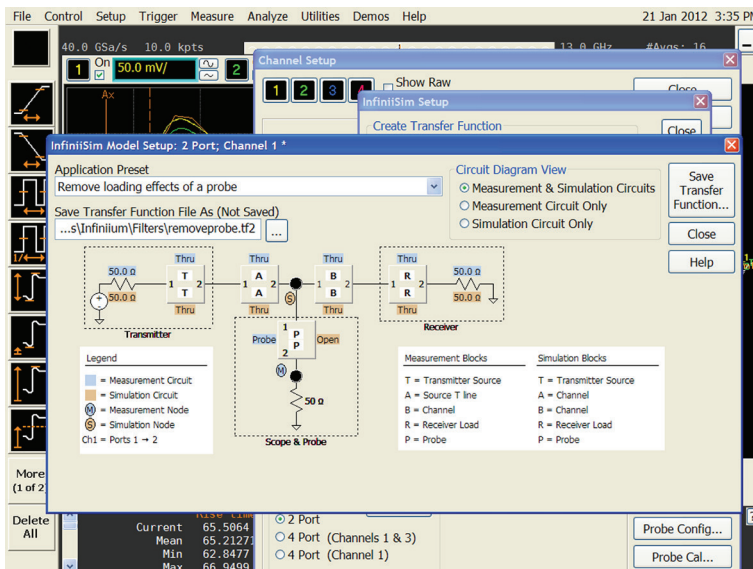 File Control Setup Trigger Measure Analyze Utilities Demos Help 21 Jan 2012 3:35 PM
40.0 GSa/s 10.0 kpts 13.0 GHz #Avgs: 16
1 On 50.0 mV/ 2
Ax
Channel Setup
1 2 3 4 Show Raw
Close
InfiniiSim Setup
Create Transfer Function
Close
InfiniiSim Model Setup: 2 Port; Channel 1 *
Application Preset
Remove loading effects of a probe
Save Transfer Function File As (Not Saved)
...s\Infiniium\Filters\removeprobe.tf2 ...
Circuit Diagram View
Measurement & Simulation Circuits
Measurement Circuit Only
Simulation Circuit Only
Save Transfer Function...
Close
Help
Thru Thru Thru Thru
50.0 Ω 1 T 2 1 A 2 1 B 2 1 R 2 50.0 Ω
50.0 Ω T A B R 50.0 Ω
Thru Thru S Thru Thru
Transmitter Receiver
1
Probe P Open
P
2
M
50 Ω
Scope & Probe
Legend
= Measurement Circuit
= Simulation Circuit
M = Measurement Node
S = Simulation Node
Ch1 = Ports 1 → 2
Measurement Blocks
T = Transmitter Source
A = Source T line
B = Channel
R = Receiver Load
P = Probe
Simulation Blocks
T = Transmitter Source
A = Channel
B = Channel
R = Receiver Load
P = Probe
1/
More
(1 of 2)
Delete
All
Rise time
Current 65.5064
Mean 65.21271
Min 62.8477
Max 66.9499
2 Port
4 Port (Channels 1 & 3)
4 Port (Channel 1)
Probe Config...
Probe Cal...